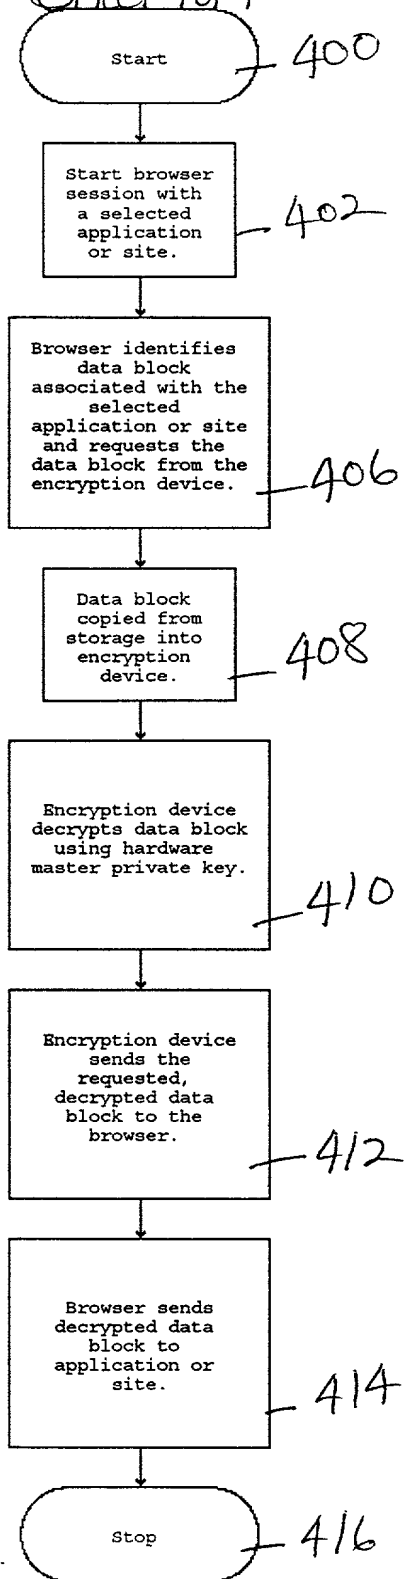 Start
400
Start browser
session with
a selected
application
or site.
402
Browser identifies
data block
associated with the
selected
application or site
and requests the
data block from the
encryption device.
406
Data block
copied from
storage into
encryption
device.
408
Encryption device
decrypts data block
using hardware
master private key.
410
Encryption device
sends the
requested,
decrypted data
block to the
browser.
412
Browser sends
decrypted data
block to
application or
site.
414
Stop
416